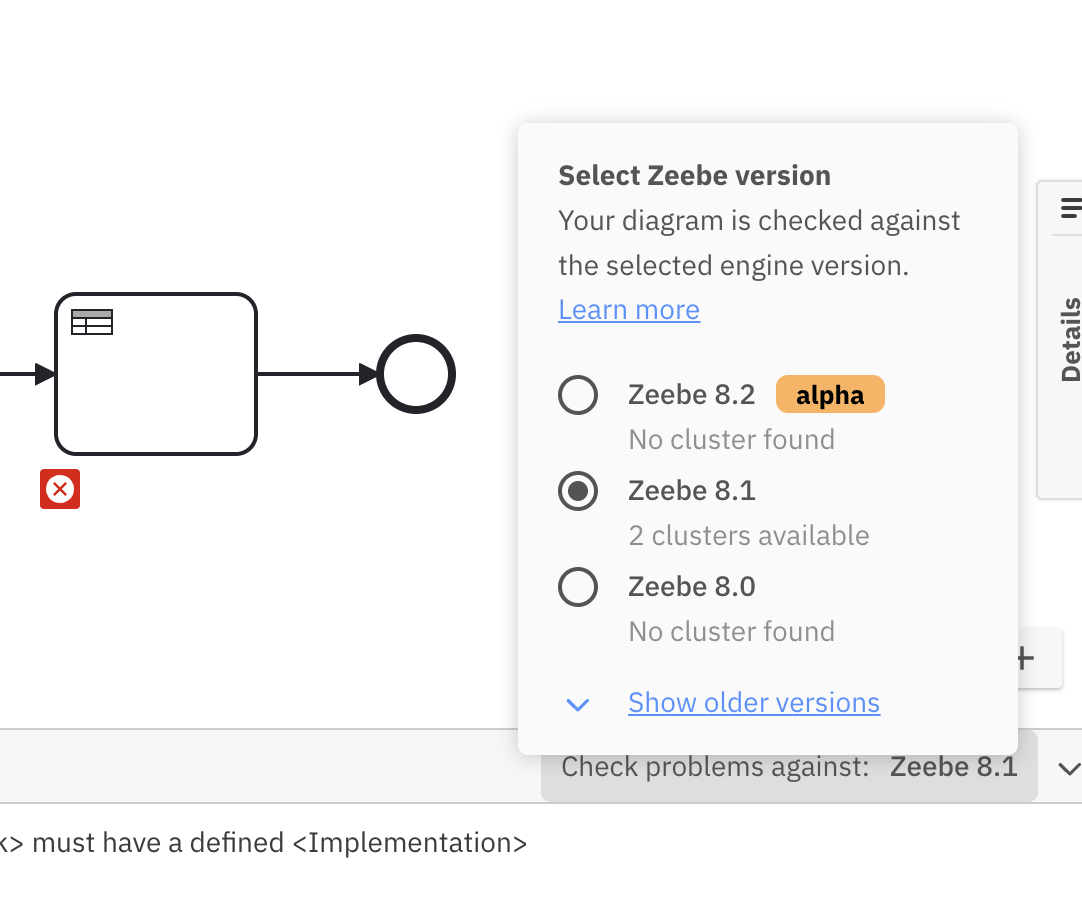 Select Zeebe version
Your diagram is checked against
the selected engine version.
Learn more
Zeebe 8.2 alpha
No cluster found
Zeebe 8.1
2 clusters available
Zeebe 8.0
No cluster found
Show older versions
Details
Check problems against: Zeebe 8.1
> must have a defined <Implementation>